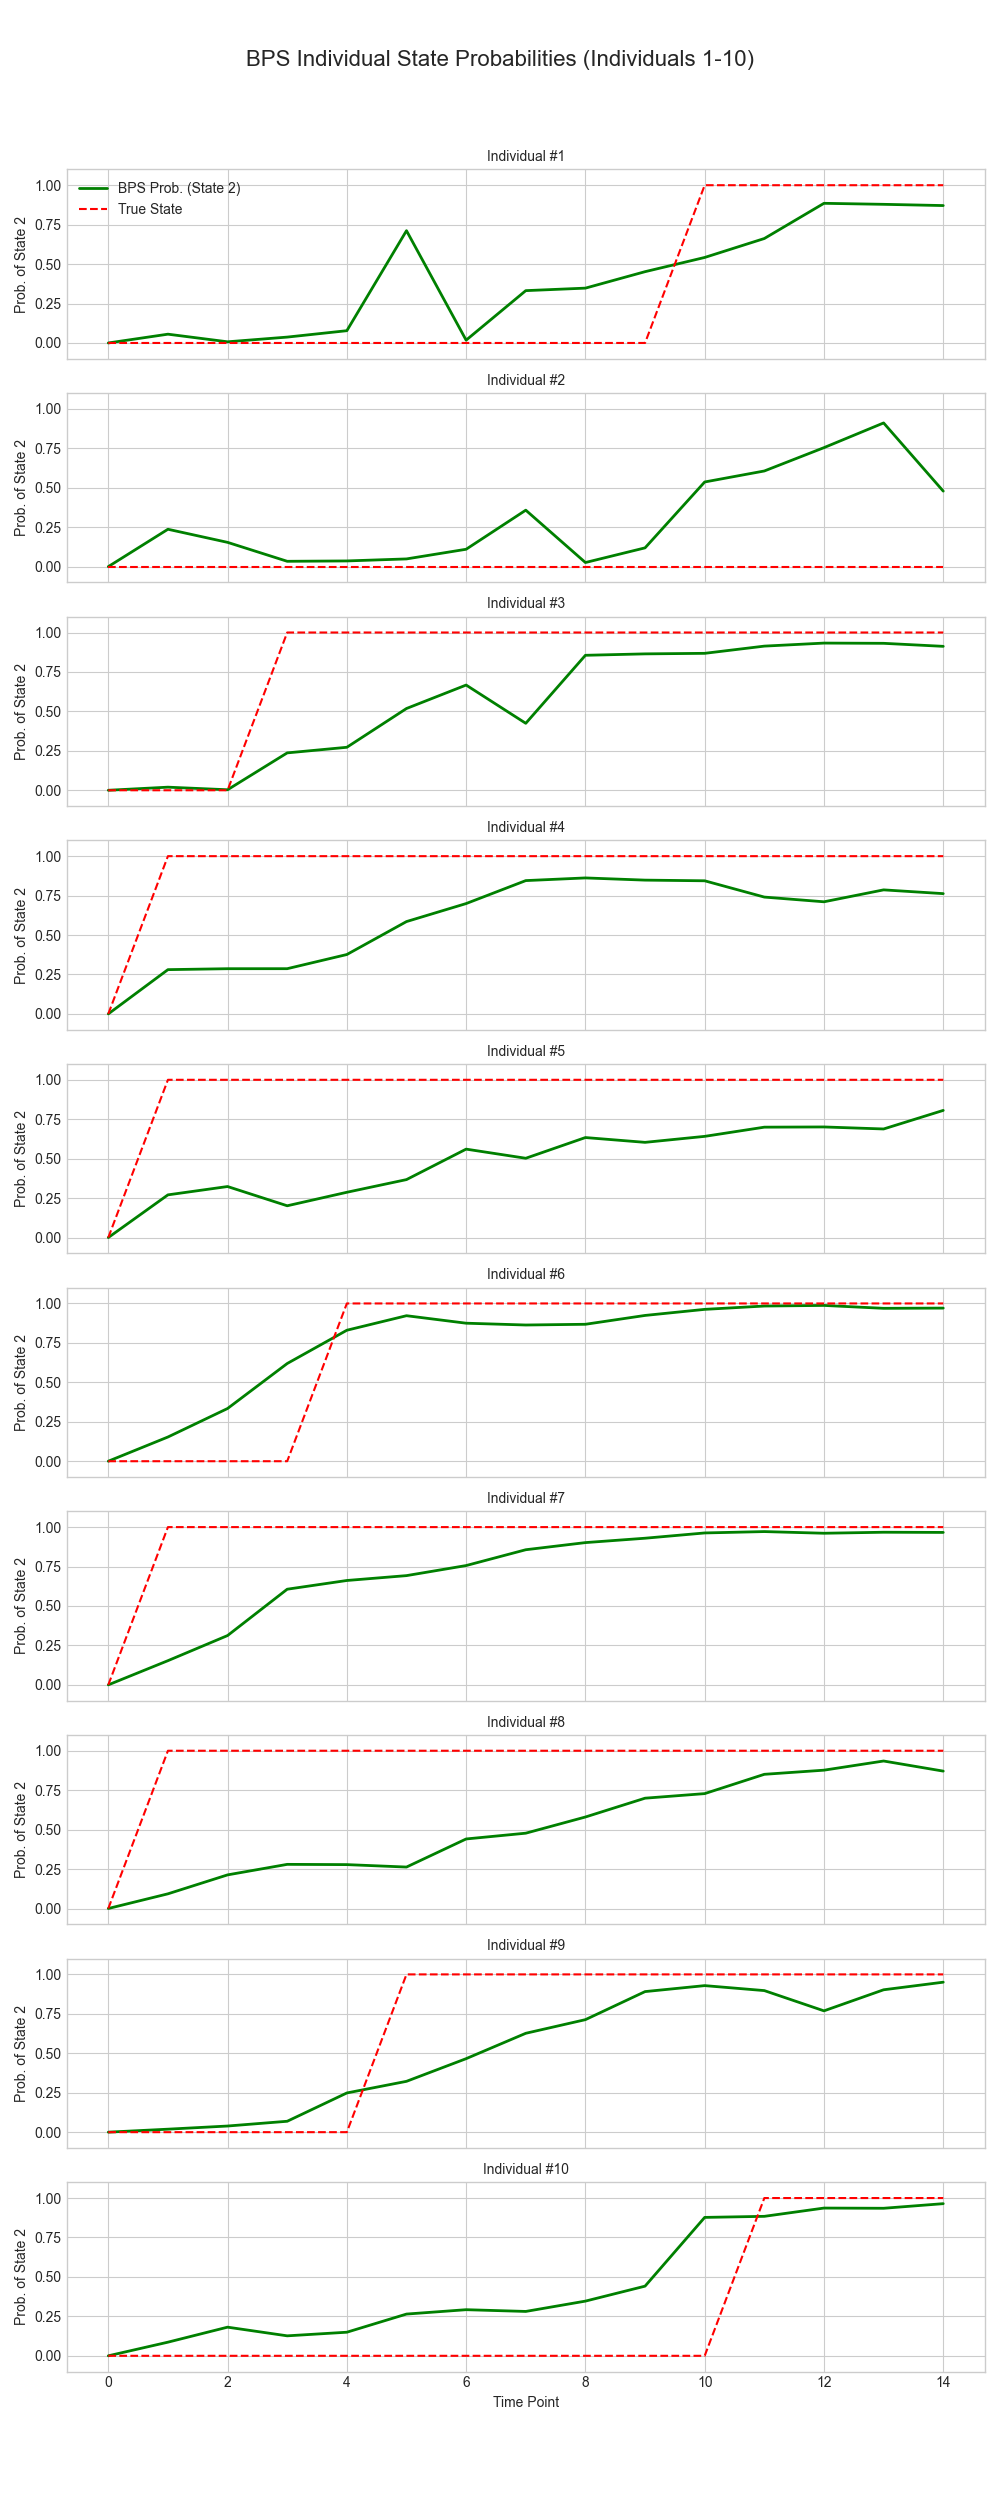 BPS Individual State Probabilities (Individuals 1-10)
Individual #1
BPS Prob. (State 2)
True State
Prob. of State 2
1.00
0.75
0.50
0.25
0.00
Individual #2
Prob. of State 2
1.00
0.75
0.50
0.25
0.00
Individual #3
Prob. of State 2
1.00
0.75
0.50
0.25
0.00
Individual #4
Prob. of State 2
1.00
0.75
0.50
0.25
0.00
Individual #5
Prob. of State 2
1.00
0.75
0.50
0.25
0.00
Individual #6
Prob. of State 2
1.00
0.75
0.50
0.25
0.00
Individual #7
Prob. of State 2
1.00
0.75
0.50
0.25
0.00
Individual #8
Prob. of State 2
1.00
0.75
0.50
0.25
0.00
Individual #9
Prob. of State 2
1.00
0.75
0.50
0.25
0.00
Individual #10
Prob. of State 2
1.00
0.75
0.50
0.25
0.00
0 2 4 6 8 10 12 14
Time Point